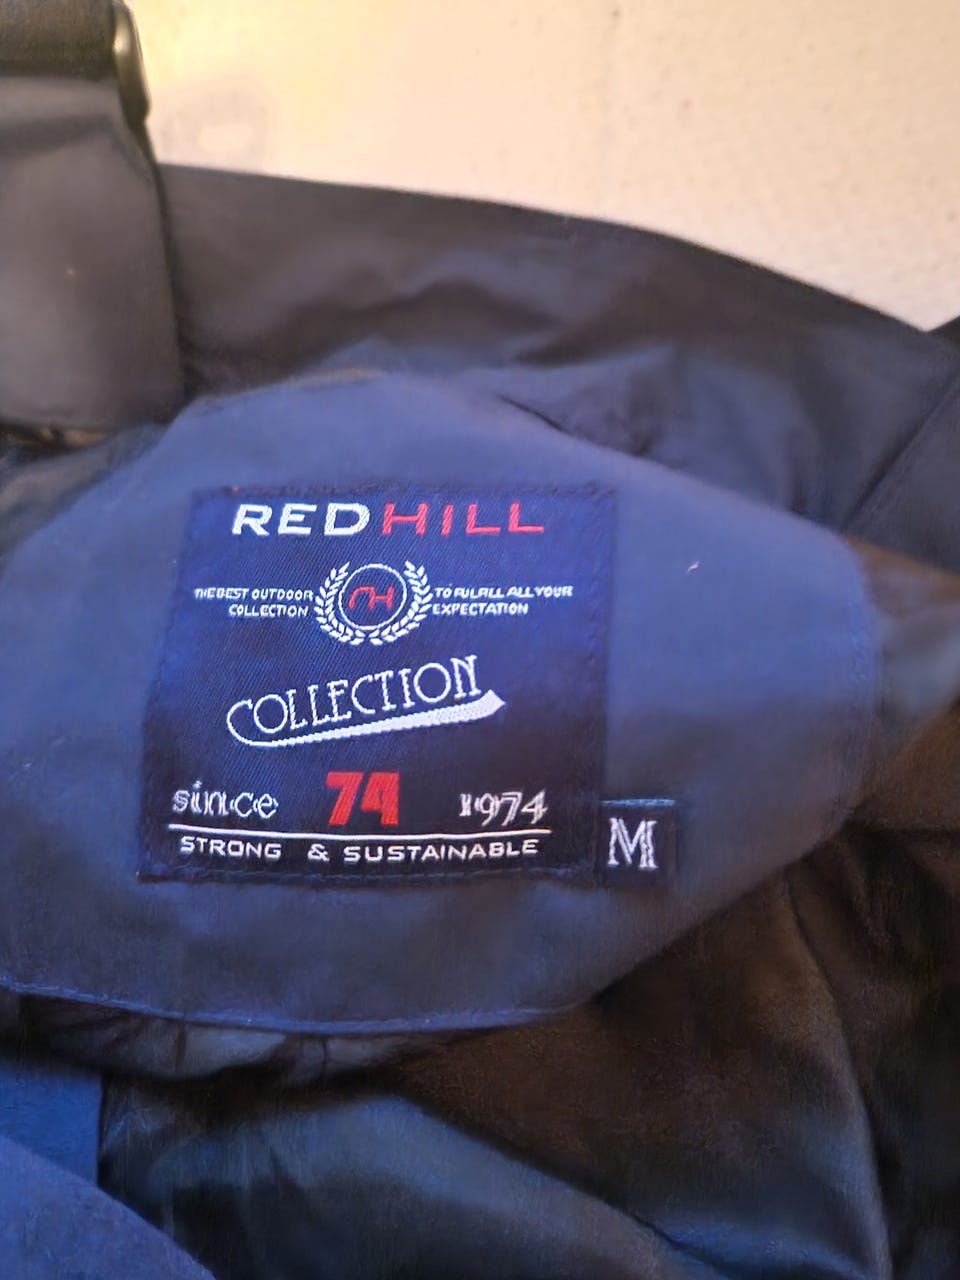 REDHILL
THE BEST OUTDOOR
COLLECTION
RH
TO FULFILL ALL YOUR
EXPECTATION
COLLECTION
since 74 1974
STRONG & SUSTAINABLE
M